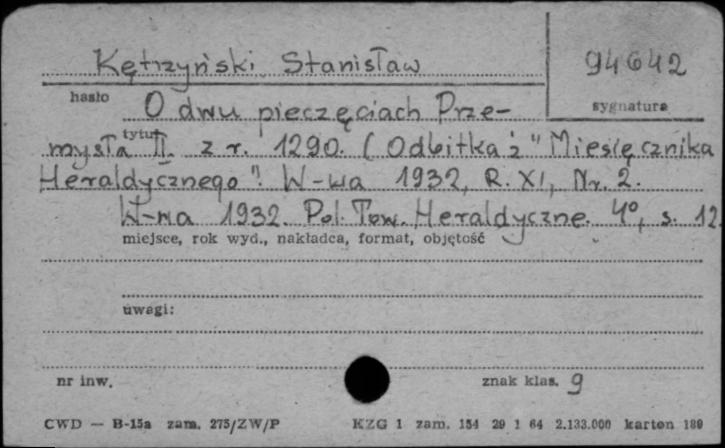 Kętrzyński Stanisław
94642
hasło
sygnatura
O dwu pieczęciach Prze-
tytuł
mysła II. z r. 1290. (Odbitka z "Miesięcznika
Heraldycznego". W-wa 1932, R. XI, Nr. 2.
W-wa 1932. Pol. Tow. Heraldyczne. 4°, s. 12.
miejsce, rok wyd., nakładca, format, objętość
uwagi:
nr inw.
znak klas. 9
CWD — B-15a zam. 275/ZW/P
KZG 1 zam. 154 29 1 64 2.133.000 karton 180